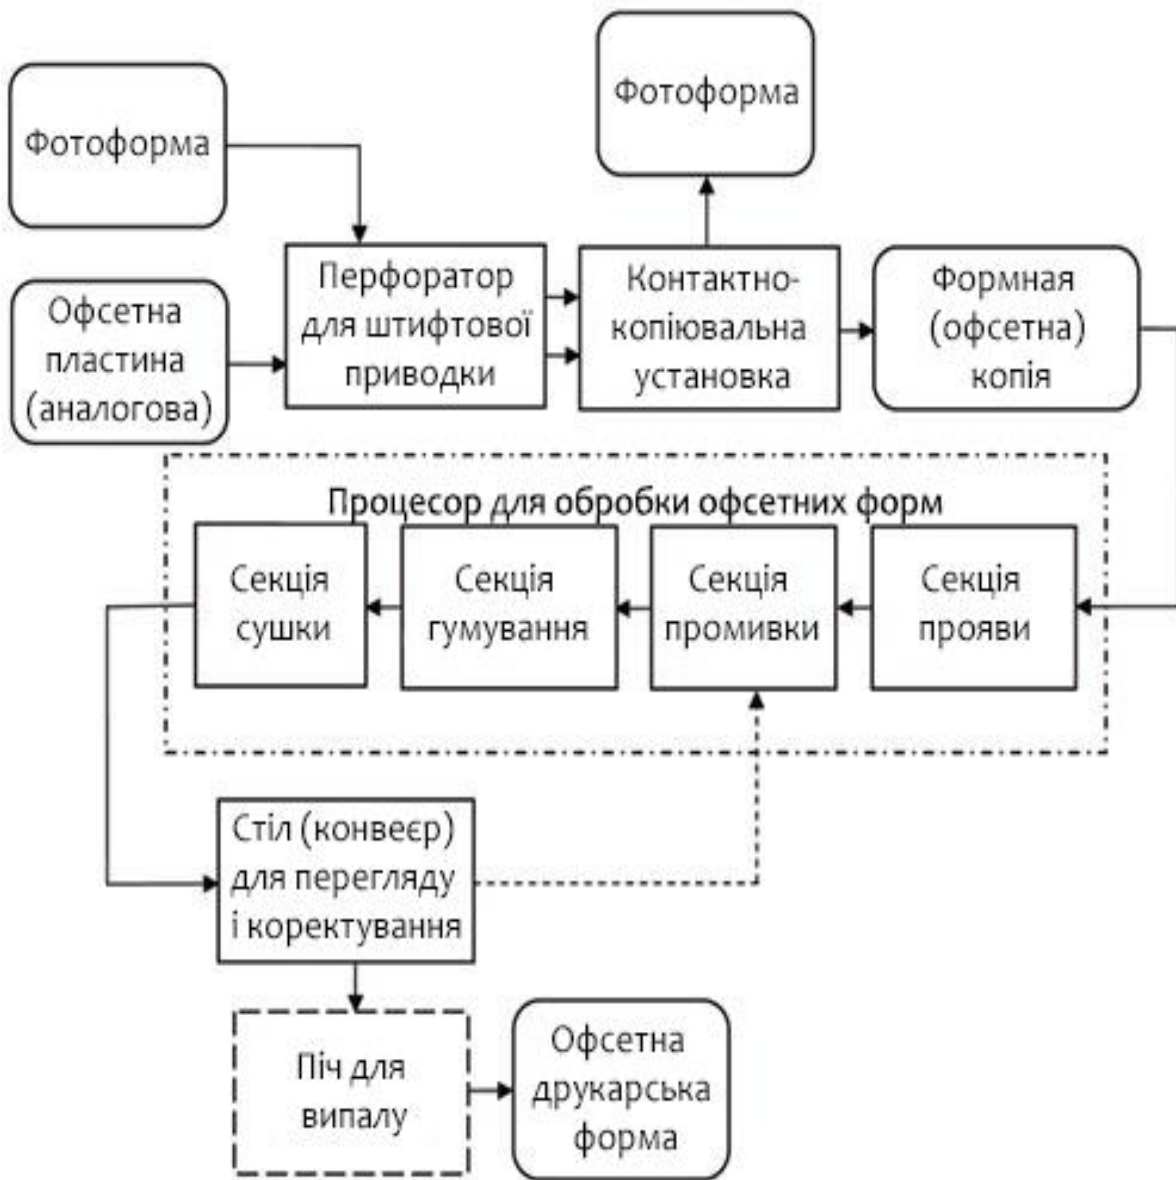 Фотоформа
Фотоформа
Офсетна
пластина
(аналогова)
Перфоратор
для штифтової
приводки
Контактно-
копіювальна
установка
Формная
(офсетна)
копія
Процесор для обробки офсетних форм
Секція
сушки
Секція
гумування
Секція
промивки
Секція
прояви
Стіл (конвеєр)
для перегляду
і коректування
Піч для
випалу
Офсетна
друкарська
форма